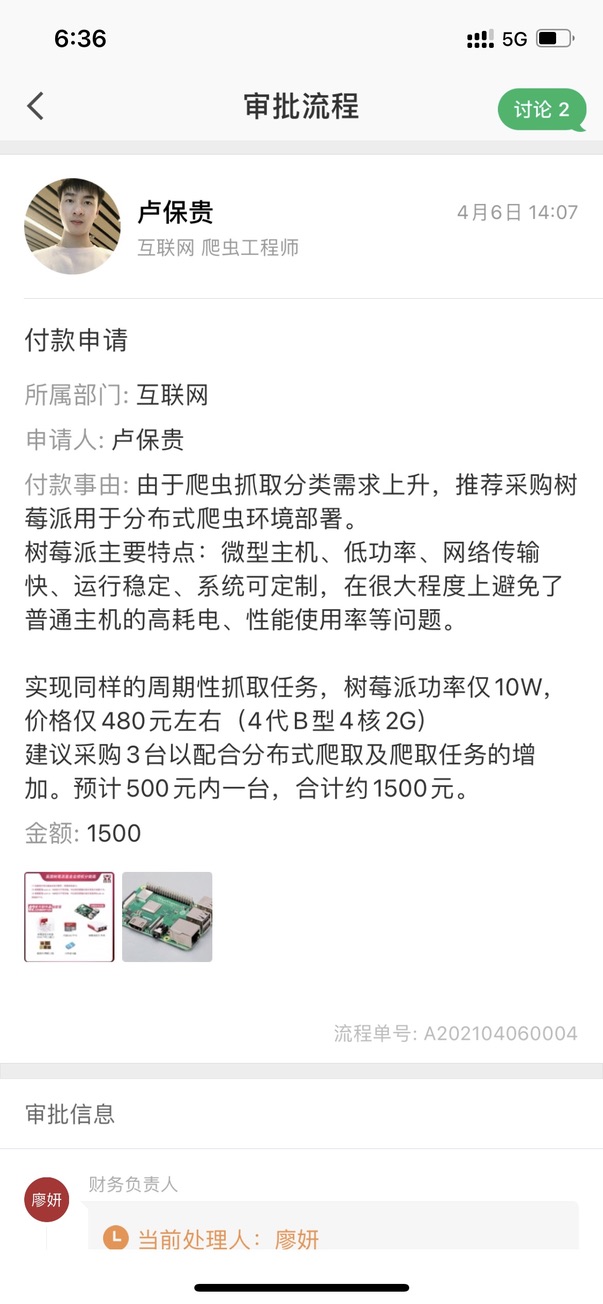 6:36
5G
审批流程
讨论 2
卢保贵
4月6日 14:07
互联网 爬虫工程师
付款申请
所属部门: 互联网
申请人: 卢保贵
付款事由: 由于爬虫抓取分类需求上升，推荐采购树
莓派用于分布式爬虫环境部署。
树莓派主要特点：微型主机、低功率、网络传输
快、运行稳定、系统可定制，在很大程度上避免了
普通主机的高耗电、性能使用率等问题。
实现同样的周期性抓取任务，树莓派功率仅10W，
价格仅480元左右（4代B型4核2G）
建议采购3台以配合分布式爬取及爬取任务的增
加。预计500元内一台，合计约1500元。
金额: 1500
流程单号: A202104060004
审批信息
廖妍
财务负责人
当前处理人：廖妍